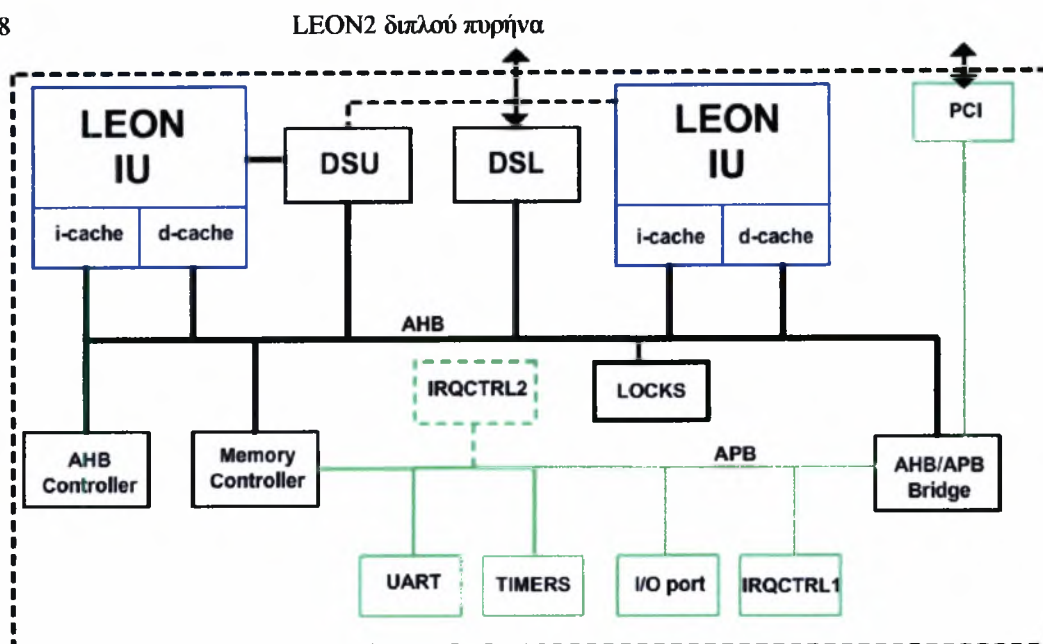 8
LEON2 διπλού πυρήνα
LEON
IU
i-cache
d-cache
DSU
DSL
LEON
IU
i-cache
d-cache
PCI
AHB
IRQCTRL2
LOCKS
AHB
Controller
Memory
Controller
APB
AHB/APB
Bridge
UART
TIMERS
I/O port
IRQCTRL1